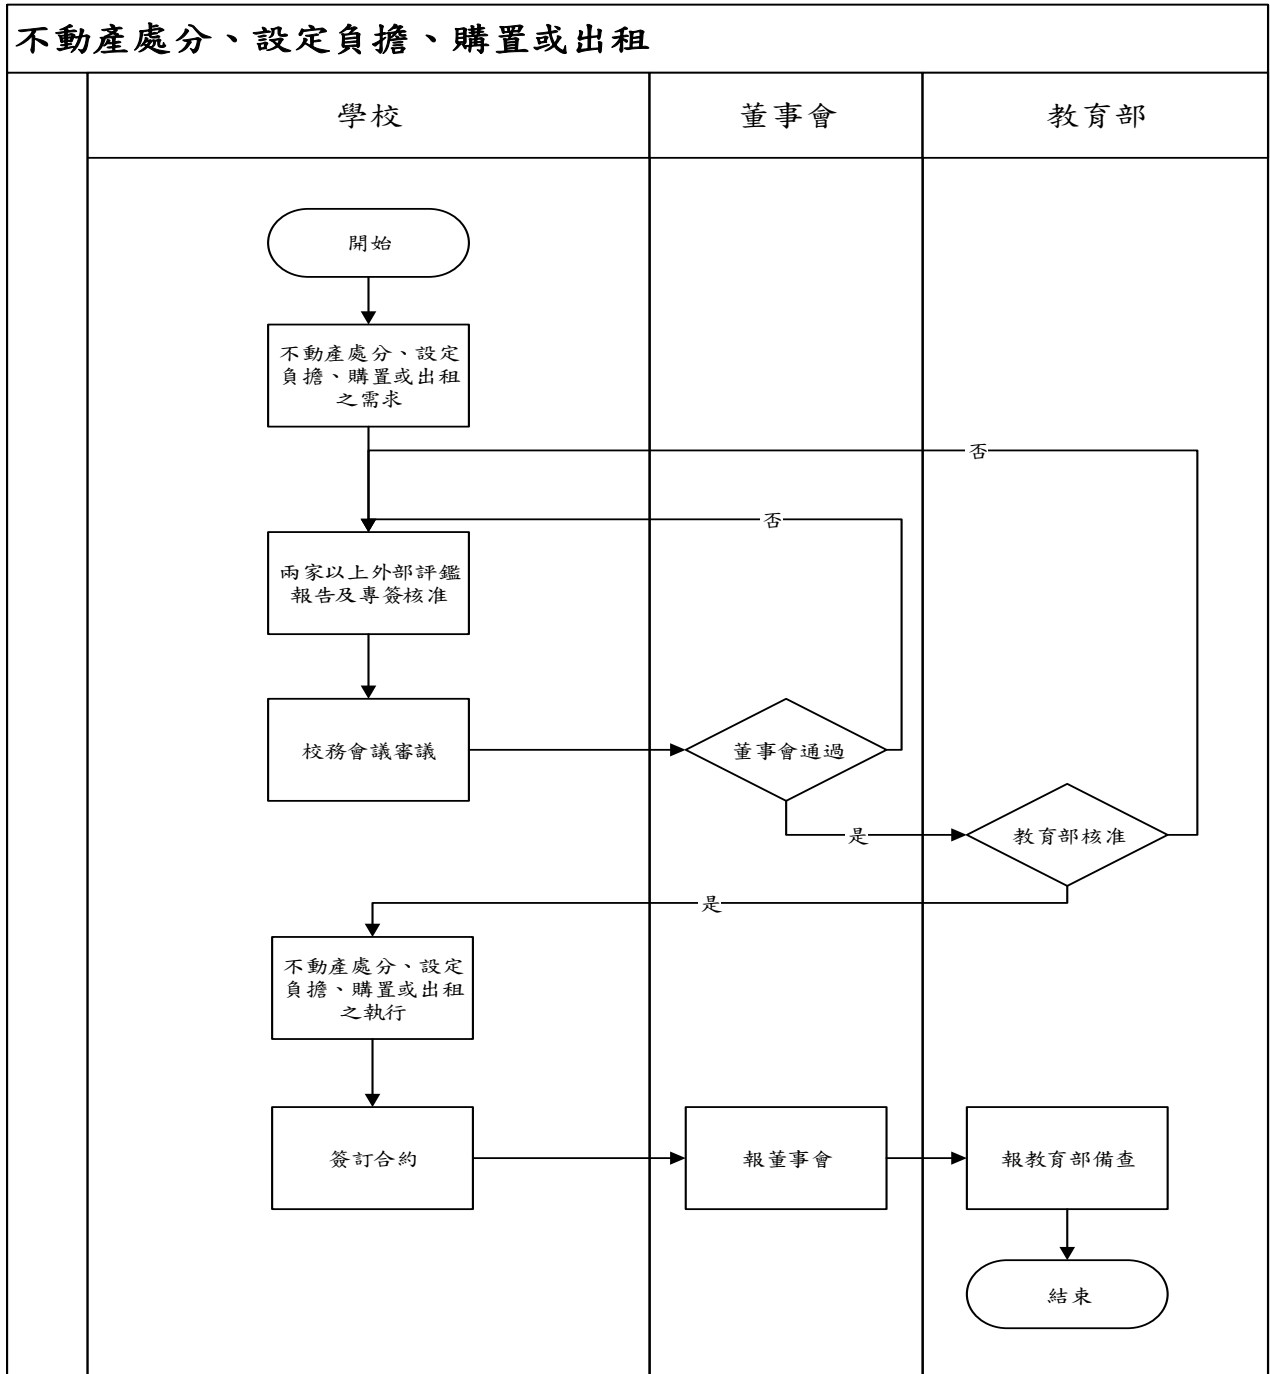 不動產處分、設定負擔、購置或出租
學校
董事會
教育部
開始
不動產處分、設定
負擔、購置或出租
之需求
否
否
兩家以上外部評鑑
報告及專簽核准
校務會議審議
董事會通過
是
教育部核准
是
不動產處分、設定
負擔、購置或出租
之執行
簽訂合約
報董事會
報教育部備查
結束